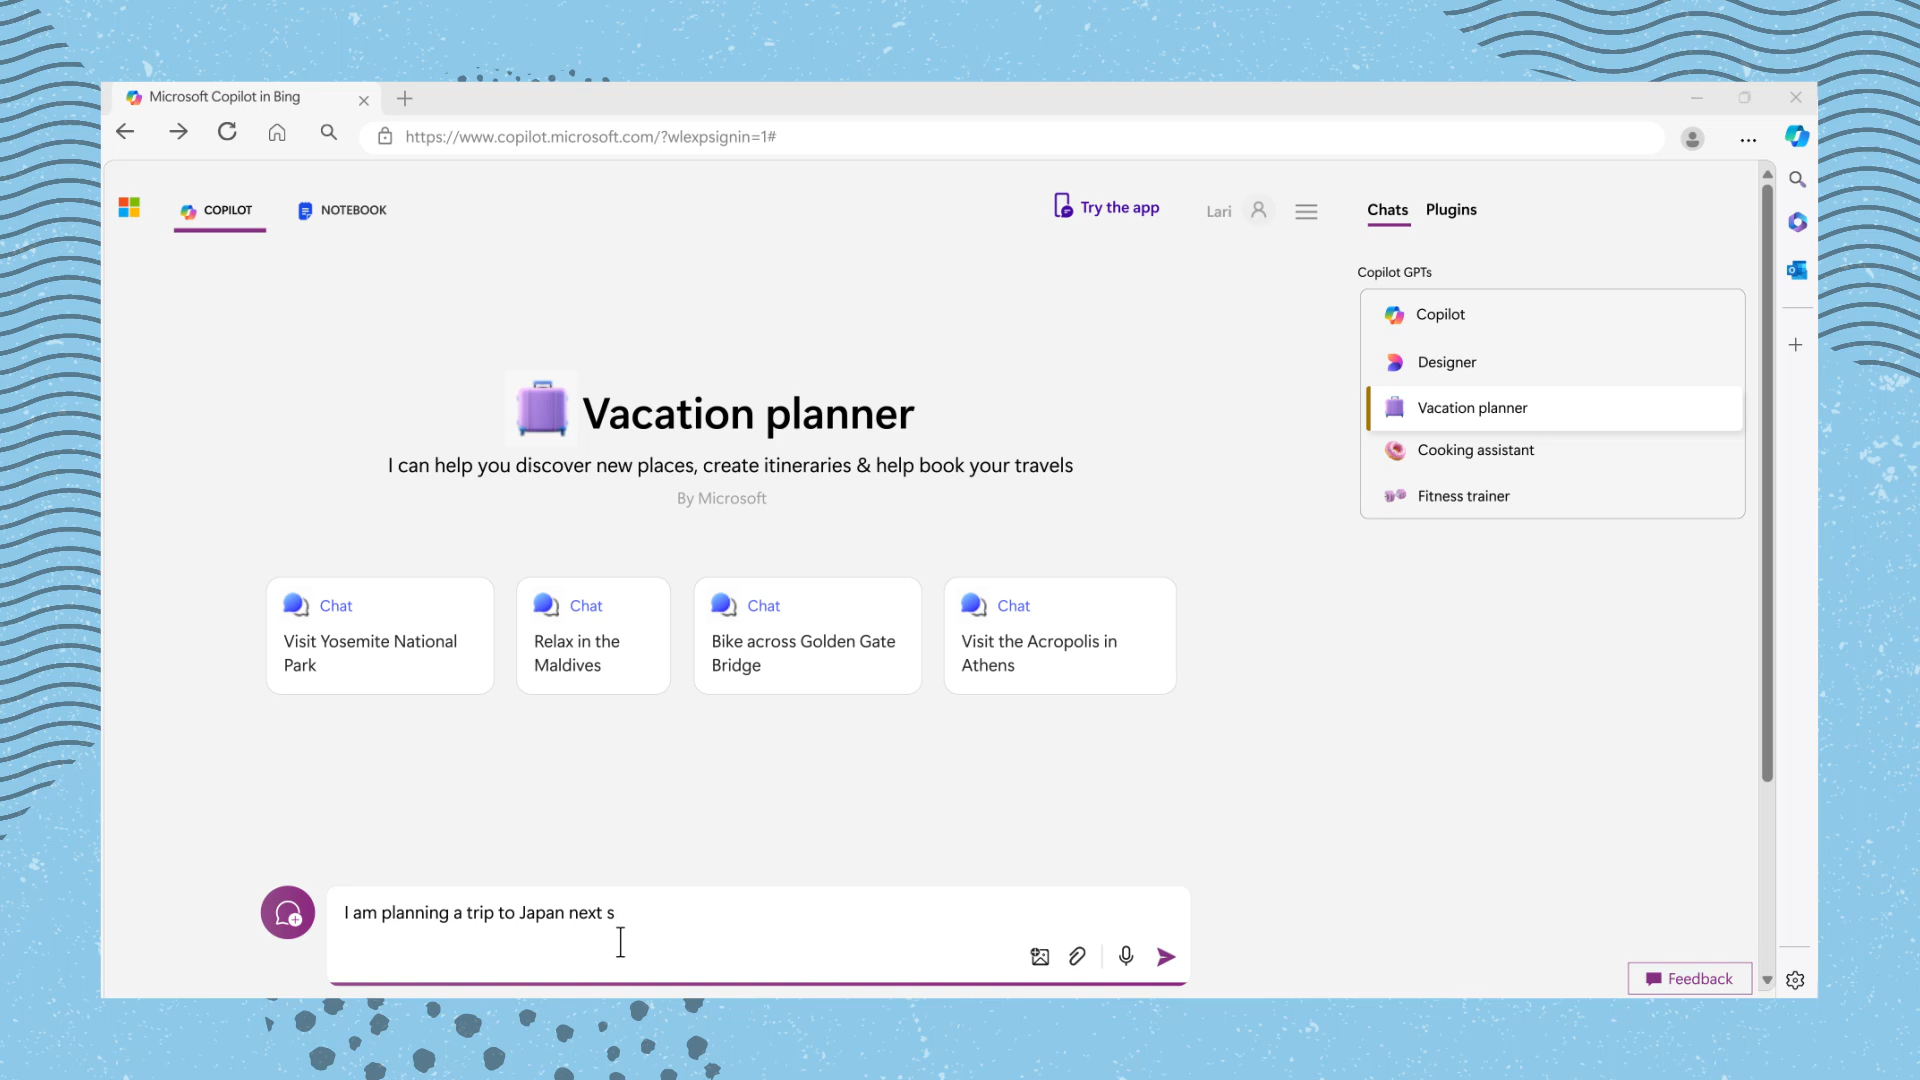 Microsoft Copilot in Bing
https://www.copilot.microsoft.com/?wlexpsignin=1#
COPILOT
NOTEBOOK
Try the app
Lari
Chats
Plugins
Copilot GPTs
Copilot
Designer
Vacation planner
Cooking assistant
Fitness trainer
Vacation planner
I can help you discover new places, create itineraries & help book your travels
By Microsoft
Chat
Visit Yosemite National
Park
Chat
Relax in the
Maldives
Chat
Bike across Golden Gate
Bridge
Chat
Visit the Acropolis in
Athens
I am planning a trip to Japan next s
Feedback